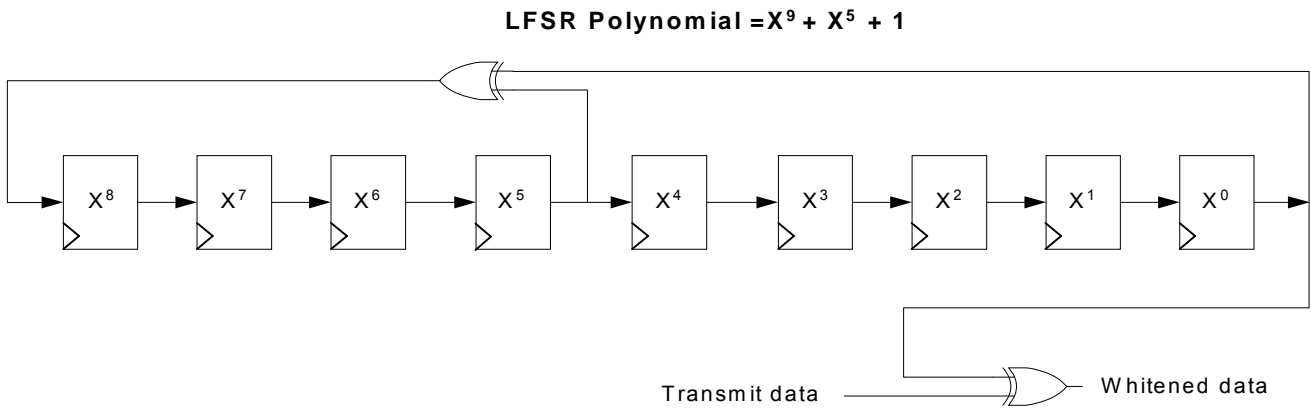 LFSR Polynomial =X⁹ + X⁵ + 1
X⁸ X⁷ X⁶ X⁵ X⁴ X³ X² X¹ X⁰
Transmit data
Whitened data